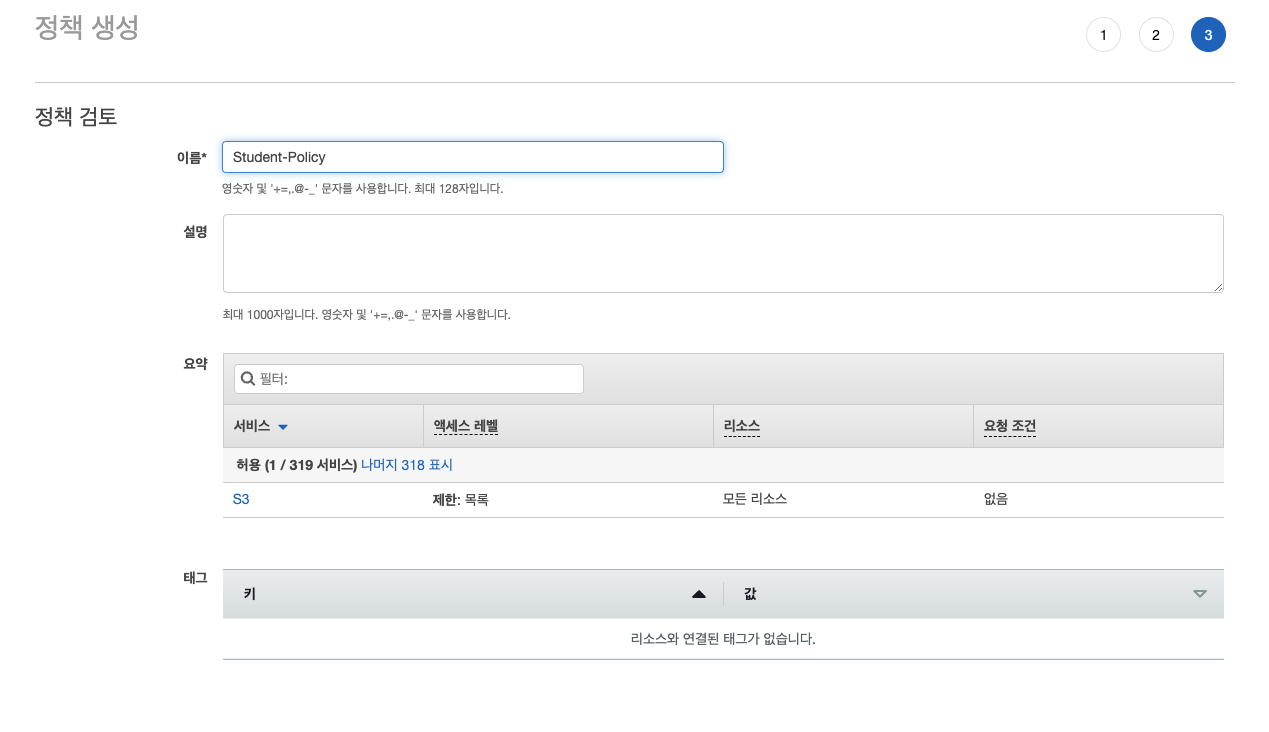 정책 생성
1 2 3
정책 검토
이름* Student-Policy
영숫자 및 '+=,.@-_' 문자를 사용합니다. 최대 128자입니다.
설명
최대 1000자입니다. 영숫자 및 '+=,.@-_' 문자를 사용합니다.
요약 필터:
서비스 액세스 레벨 리소스 요청 조건
허용 (1 / 319 서비스) 나머지 318 표시
S3 제한: 목록 모든 리소스 없음
태그 키 값
리소스와 연결된 태그가 없습니다.